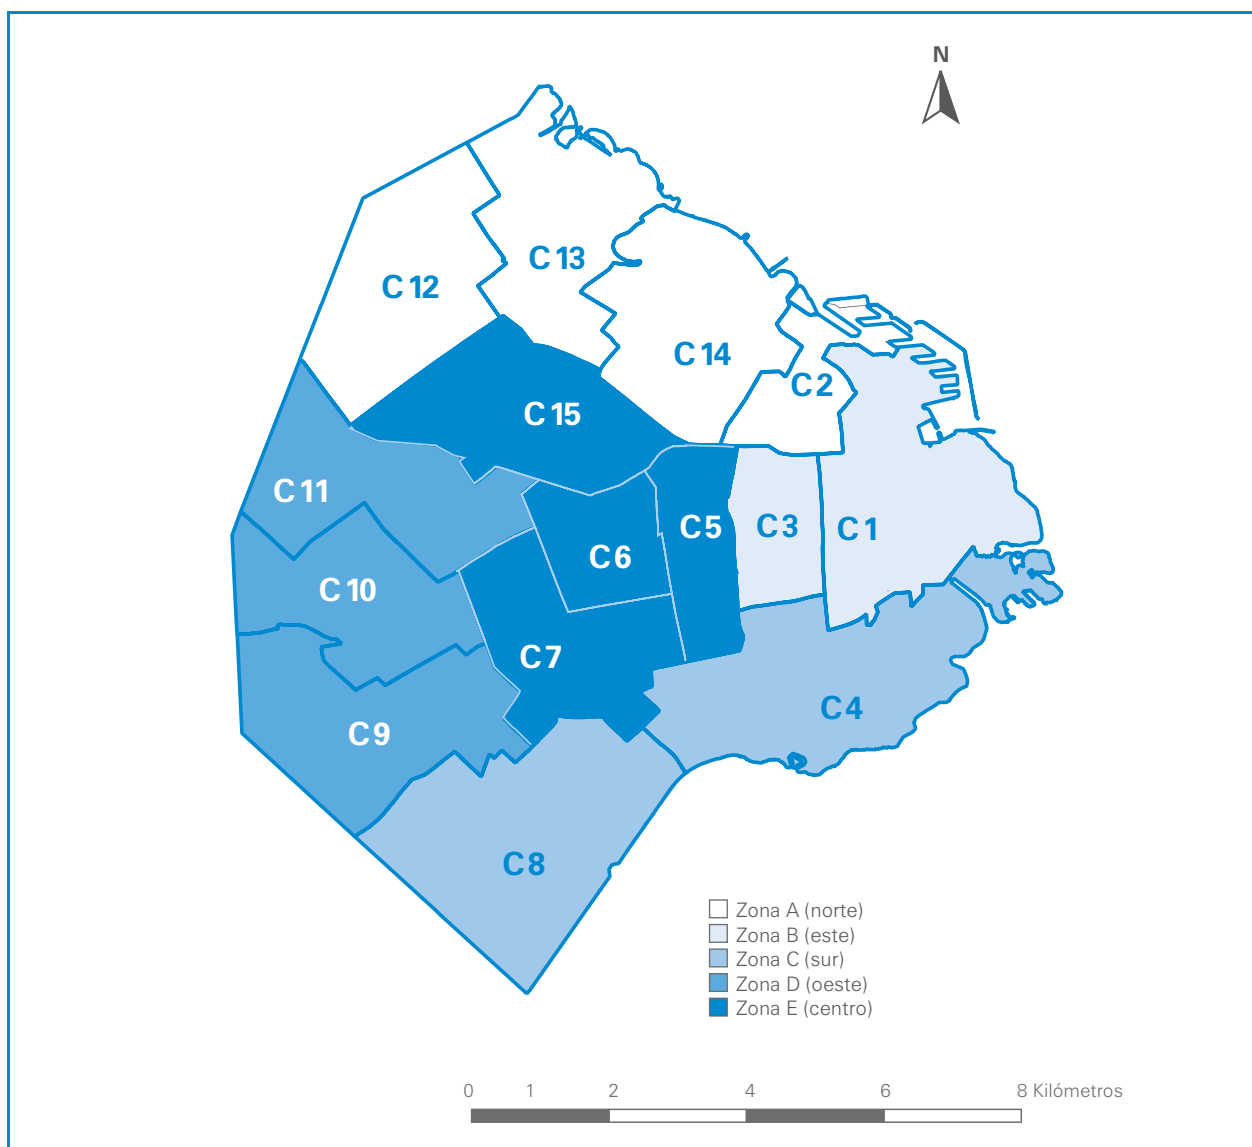 N
C 13
C 12
C 14
C 2
C 15
C 11
C 5
C 3
C 1
C 6
C 10
C 7
C 4
C 9
C 8
Zona A (norte)
Zona B (este)
Zona C (sur)
Zona D (oeste)
Zona E (centro)
0 1 2 4 6 8 Kilómetros